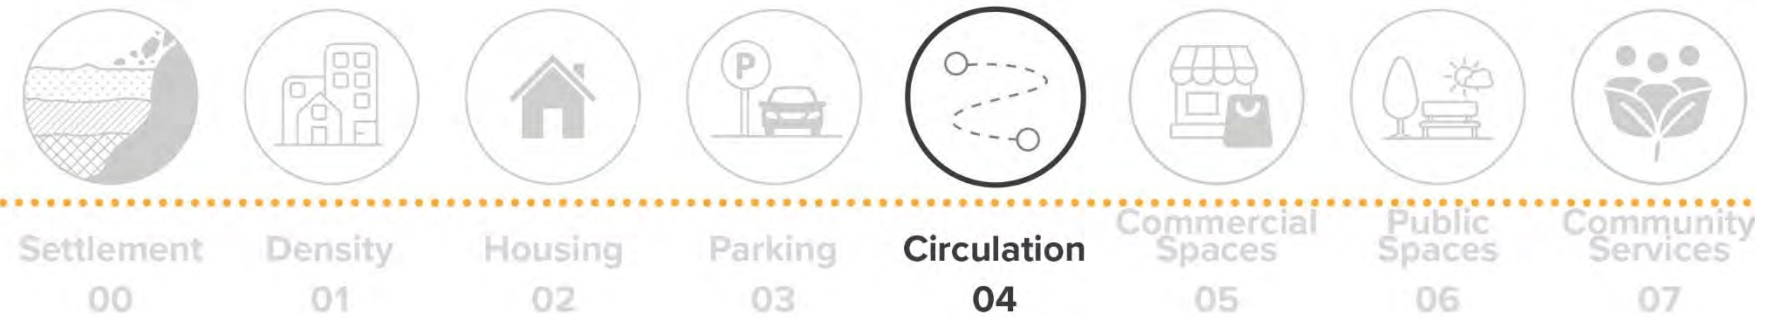 P
Settlement
00
Density
01
Housing
02
Parking
03
Circulation
04
Commercial
Spaces
05
Public
Spaces
06
Community
Services
07